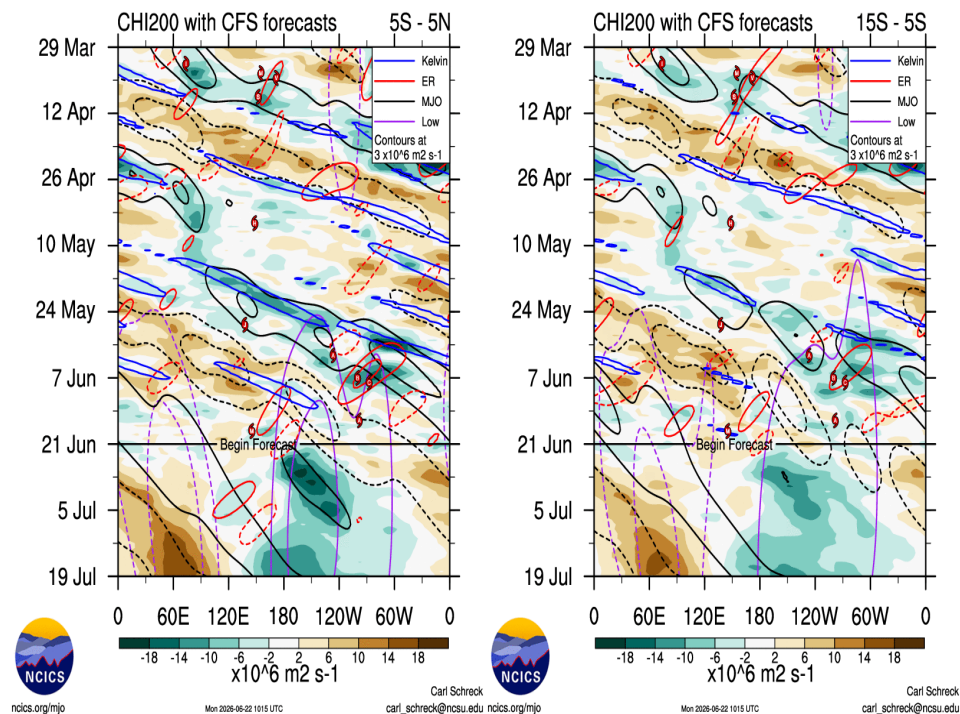 CHI200 with CFS forecasts 5S - 5N
29 Mar
12 Apr
26 Apr
10 May
24 May
7 Jun
21 Jun
5 Jul
19 Jul
Kelvin
ER
MJO
Low
Contours at
3 x10^6 m2 s-1
Begin Forecast
0 60E 120E 180 120W 60W 0
-18 -14 -10 -6 -2 2 6 10 14 18
x10^6 m2 s-1
NCICS
Carl Schreck
ncics.org/mjo Mon 2026-06-22 1015 UTC carl_schreck@ncsu.edu
CHI200 with CFS forecasts 15S - 5S
29 Mar
12 Apr
26 Apr
10 May
24 May
7 Jun
21 Jun
5 Jul
19 Jul
Kelvin
ER
MJO
Low
Contours at
3 x10^6 m2 s-1
Begin Forecast
0 60E 120E 180 120W 60W 0
-18 -14 -10 -6 -2 2 6 10 14 18
x10^6 m2 s-1
NCICS
Carl Schreck
ncics.org/mjo Mon 2026-06-22 1015 UTC carl_schreck@ncsu.edu